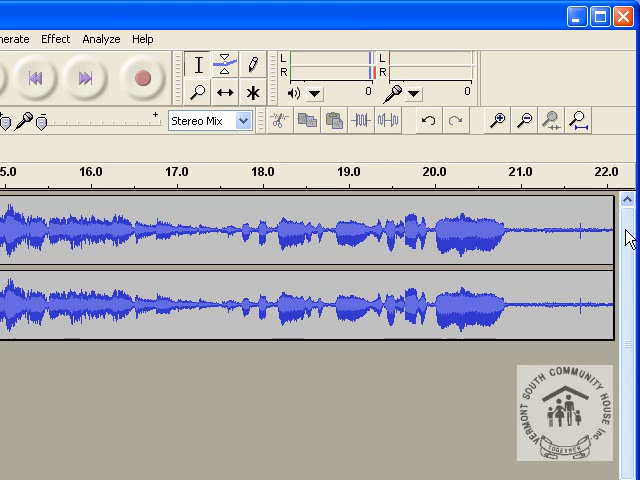 nerate Effect Analyze Help
L
R
0
L
R
0
- +
Stereo Mix
5.0 16.0 17.0 18.0 19.0 20.0 21.0 22.0
VERMONT SOUTH COMMUNITY HOUSE Inc
TOGETHER